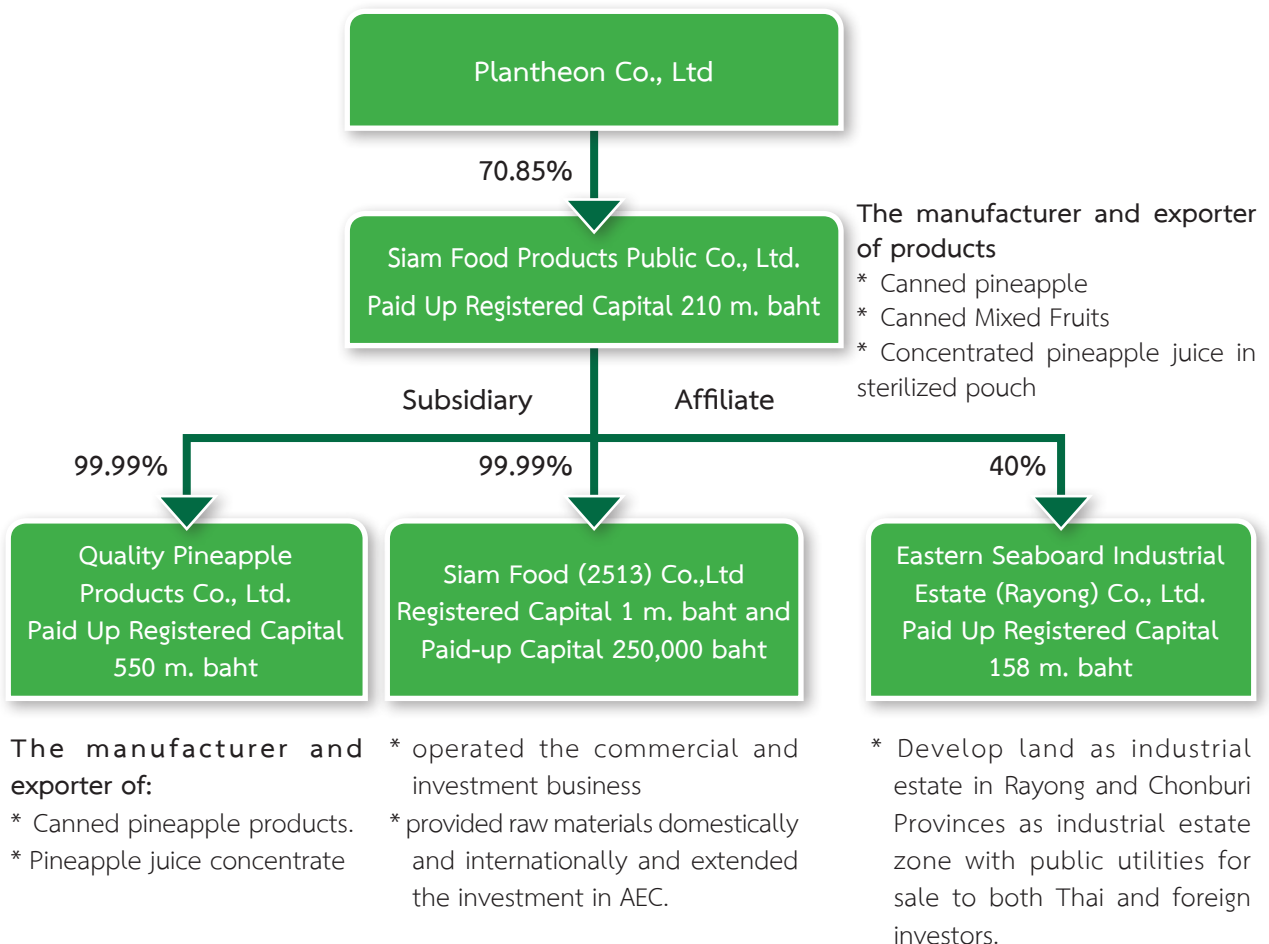 Plantheon Co., Ltd
70.85%
Siam Food Products Public Co., Ltd.
Paid Up Registered Capital 210 m. baht
The manufacturer and exporter
of products
* Canned pineapple
* Canned Mixed Fruits
* Concentrated pineapple juice in
sterilized pouch
Subsidiary
Affiliate
99.99%
99.99%
40%
Quality Pineapple
Products Co., Ltd.
Paid Up Registered Capital
550 m. baht
Siam Food (2513) Co.,Ltd
Registered Capital 1 m. baht and
Paid-up Capital 250,000 baht
Eastern Seaboard Industrial
Estate (Rayong) Co., Ltd.
Paid Up Registered Capital
158 m. baht
The manufacturer and
exporter of:
* Canned pineapple products.
* Pineapple juice concentrate
* operated the commercial and
investment business
* provided raw materials domestically
and internationally and extended
the investment in AEC.
* Develop land as industrial
estate in Rayong and Chonburi
Provinces as industrial estate
zone with public utilities for
sale to both Thai and foreign
investors.